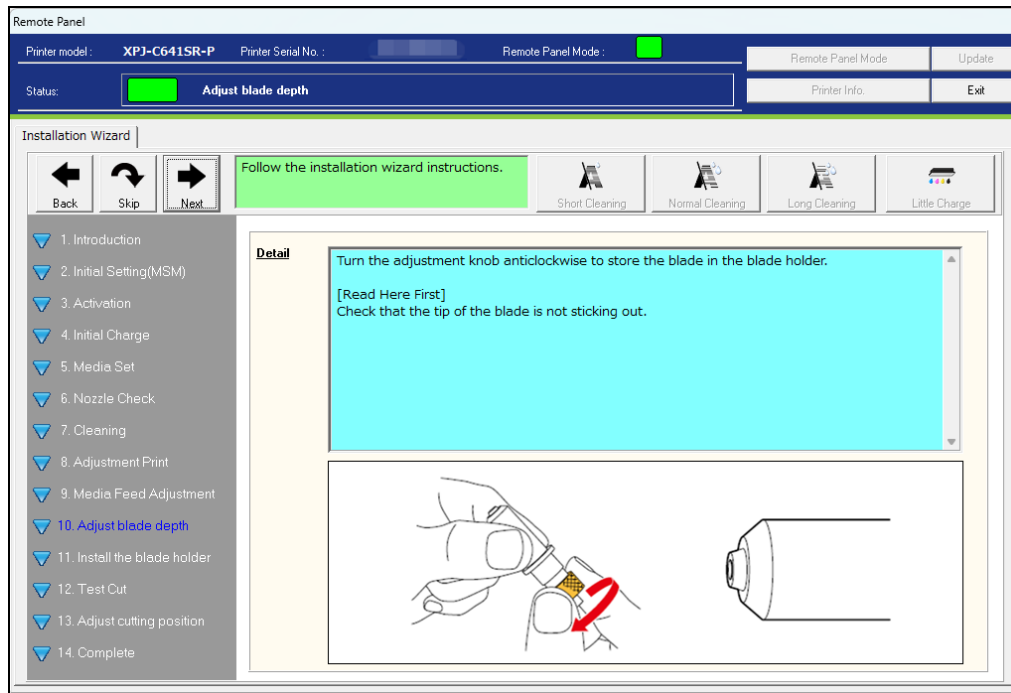 Remote Panel
Printer model : XPJ-C641SR-P Printer Serial No. : Remote Panel Mode :
Remote Panel Mode Update
Status: Adjust blade depth
Printer Info. Exit
Installation Wizard
Back Skip Next
Follow the installation wizard instructions.
Short Cleaning Normal Cleaning Long Cleaning Little Charge
1. Introduction
2. Initial Setting(MSM)
3. Activation
4. Initial Charge
5. Media Set
6. Nozzle Check
7. Cleaning
8. Adjustment Print
9. Media Feed Adjustment
10. Adjust blade depth
11. Install the blade holder
12. Test Cut
13. Adjust cutting position
14. Complete
Detail
Turn the adjustment knob anticlockwise to store the blade in the blade holder.
[Read Here First]
Check that the tip of the blade is not sticking out.